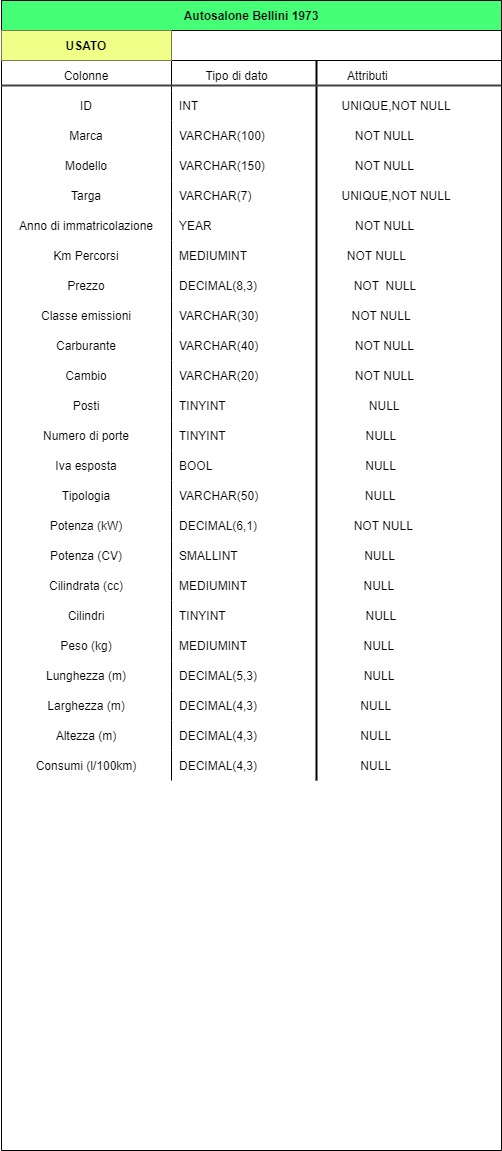 Autosalone Bellini 1973
USATO
Colonne Tipo di dato Attributi
ID INT UNIQUE,NOT NULL
Marca VARCHAR(100) NOT NULL
Modello VARCHAR(150) NOT NULL
Targa VARCHAR(7) UNIQUE,NOT NULL
Anno di immatricolazione YEAR NOT NULL
Km Percorsi MEDIUMINT NOT NULL
Prezzo DECIMAL(8,3) NOT NULL
Classe emissioni VARCHAR(30) NOT NULL
Carburante VARCHAR(40) NOT NULL
Cambio VARCHAR(20) NOT NULL
Posti TINYINT NULL
Numero di porte TINYINT NULL
Iva esposta BOOL NULL
Tipologia VARCHAR(50) NULL
Potenza (kW) DECIMAL(6,1) NOT NULL
Potenza (CV) SMALLINT NULL
Cilindrata (cc) MEDIUMINT NULL
Cilindri TINYINT NULL
Peso (kg) MEDIUMINT NULL
Lunghezza (m) DECIMAL(5,3) NULL
Larghezza (m) DECIMAL(4,3) NULL
Altezza (m) DECIMAL(4,3) NULL
Consumi (l/100km) DECIMAL(4,3) NULL